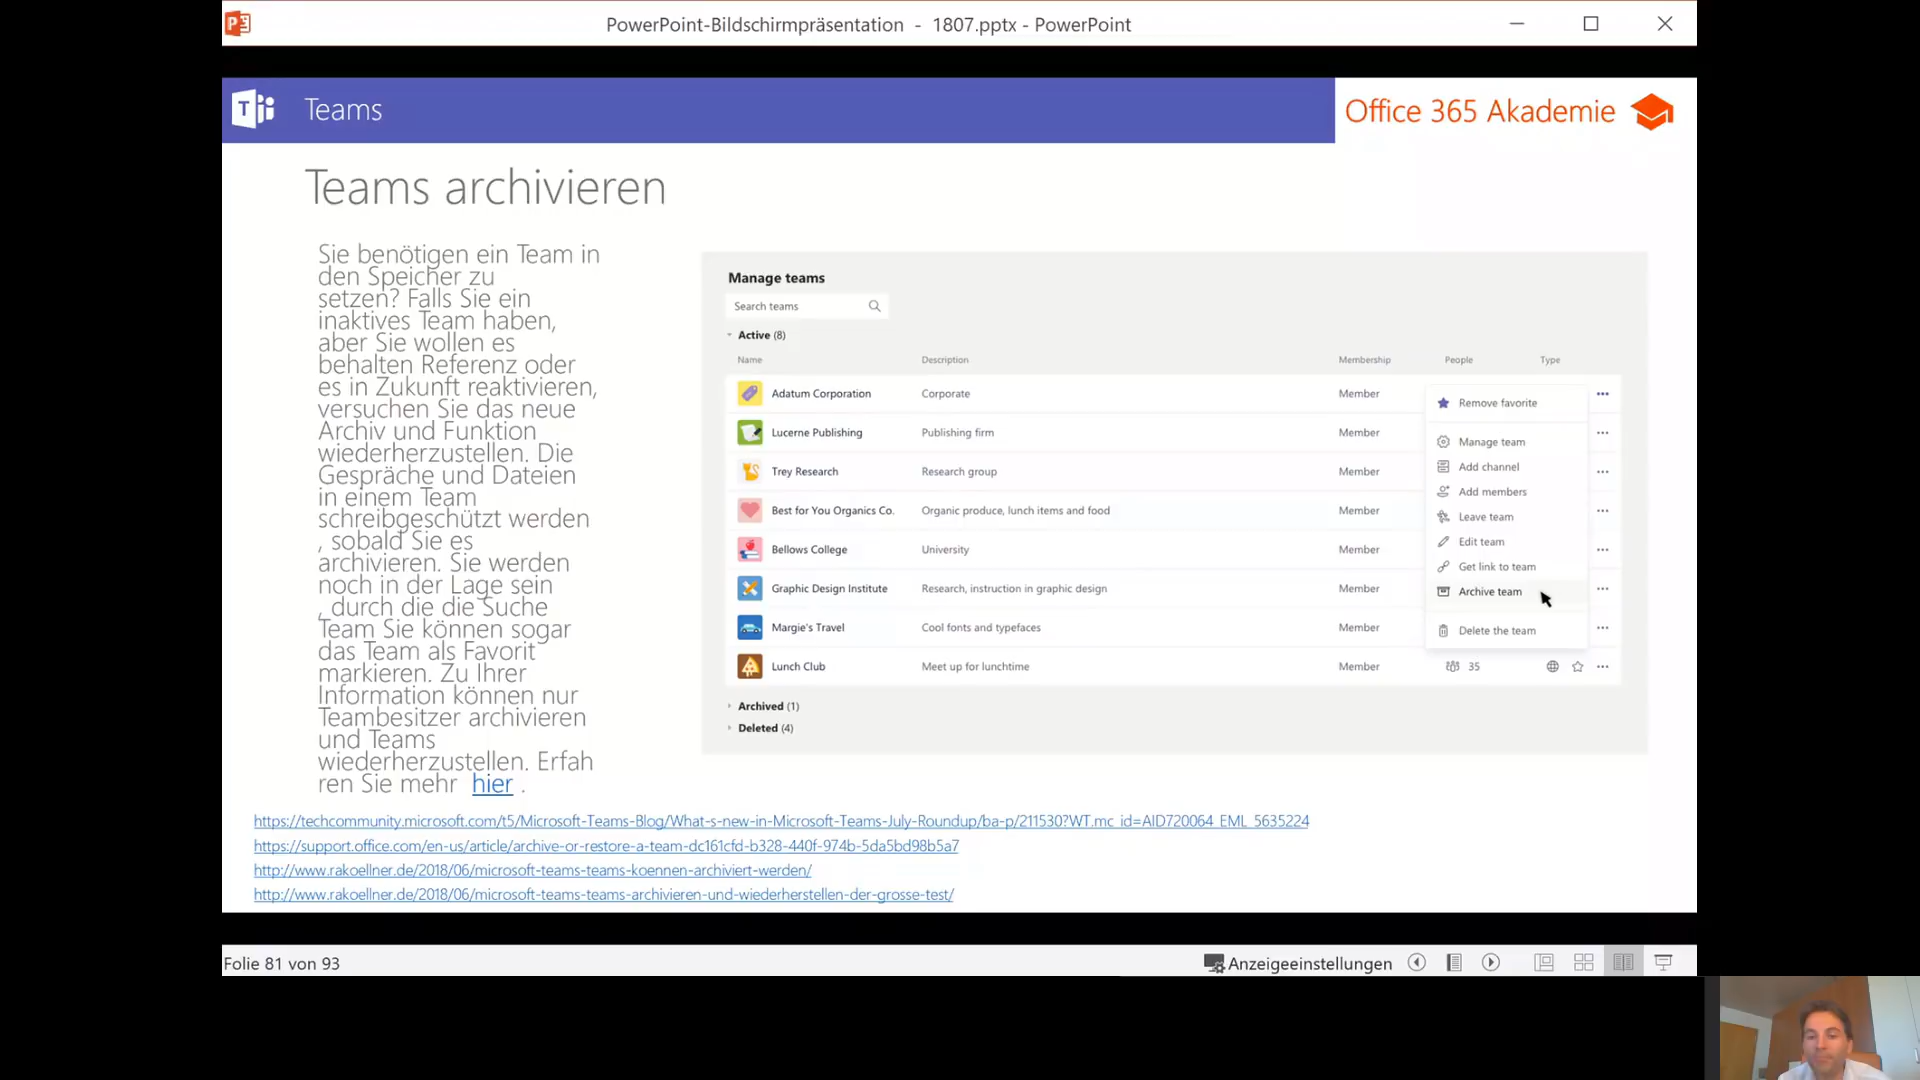 PowerPoint-Bildschirmpräsentation - 1807.pptx - PowerPoint
Teams
Office 365 Akademie
Teams archivieren
Sie benötigen ein Team in
den Speicher zu
setzen? Falls Sie ein
inaktives Team haben,
aber Sie wollen es
behalten Referenz oder
es in Zukunft reaktivieren,
versuchen Sie das neue
Archiv und Funktion
wiederherzustellen. Die
Gespräche und Dateien
in einem Team
schreibgeschützt werden
, sobald Sie es
archivieren. Sie werden
noch in der Lage sein
, durch die die Suche
Team Sie können sogar
das Team als Favorit
markieren. Zu Ihrer
Information können nur
Teambesitzer archivieren
und Teams
wiederherzustellen. Erfah
ren Sie mehr hier .
Manage teams
Search teams
Active (8)
Name Description Membership People Type
Adatum Corporation Corporate Member
Lucerne Publishing Publishing firm Member
Trey Research Research group Member
Best for You Organics Co. Organic produce, lunch items and food Member
Bellows College University Member
Graphic Design Institute Research, instruction in graphic design Member
Margie's Travel Cool fonts and typefaces Member
Lunch Club Meet up for lunchtime Member 35
Remove favorite
Manage team
Add channel
Add members
Leave team
Edit team
Get link to team
Archive team
Delete the team
Archived (1)
Deleted (4)
https://techcommunity.microsoft.com/t5/Microsoft-Teams-Blog/What-s-new-in-Microsoft-Teams-July-Roundup/ba-p/211530?WT.mc_id=AID720064_EML_5635224
https://support.office.com/en-us/article/archive-or-restore-a-team-dc161cfd-b328-440f-974b-5da5bd98b5a7
http://www.rakoellner.de/2018/06/microsoft-teams-teams-koennen-archiviert-werden/
http://www.rakoellner.de/2018/06/microsoft-teams-teams-archivieren-und-wiederherstellen-der-grosse-test/
Folie 81 von 93
Anzeigeeinstellungen